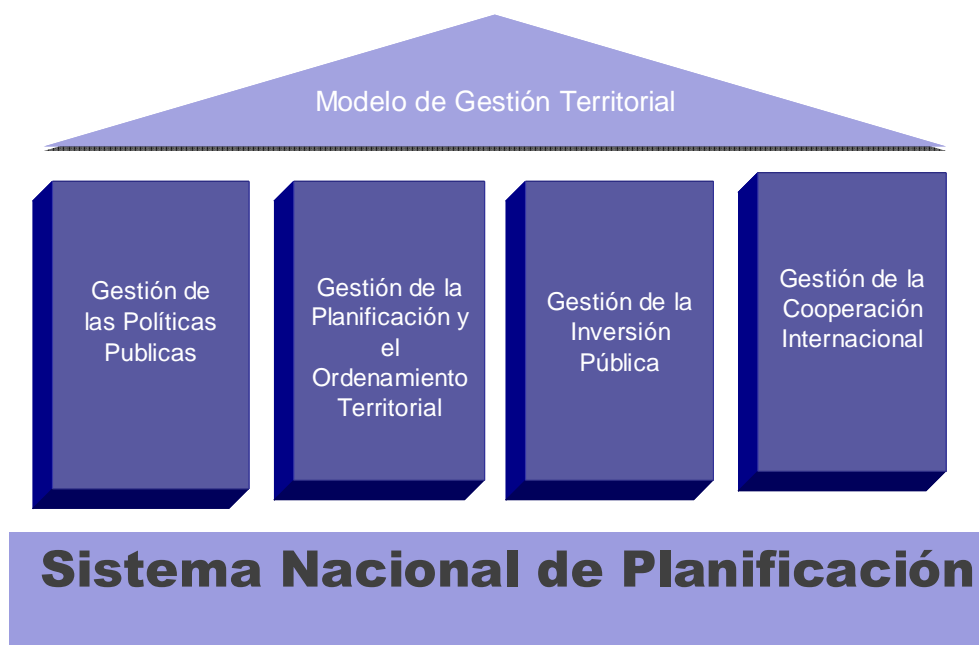 Modelo de Gestión Territorial
Gestión de
las Políticas
Publicas
Gestión de la
Planificación y
el
Ordenamiento
Territorial
Gestión de la
Inversión
Pública
Gestión de la
Cooperación
Internacional
Sistema Nacional de Planificación